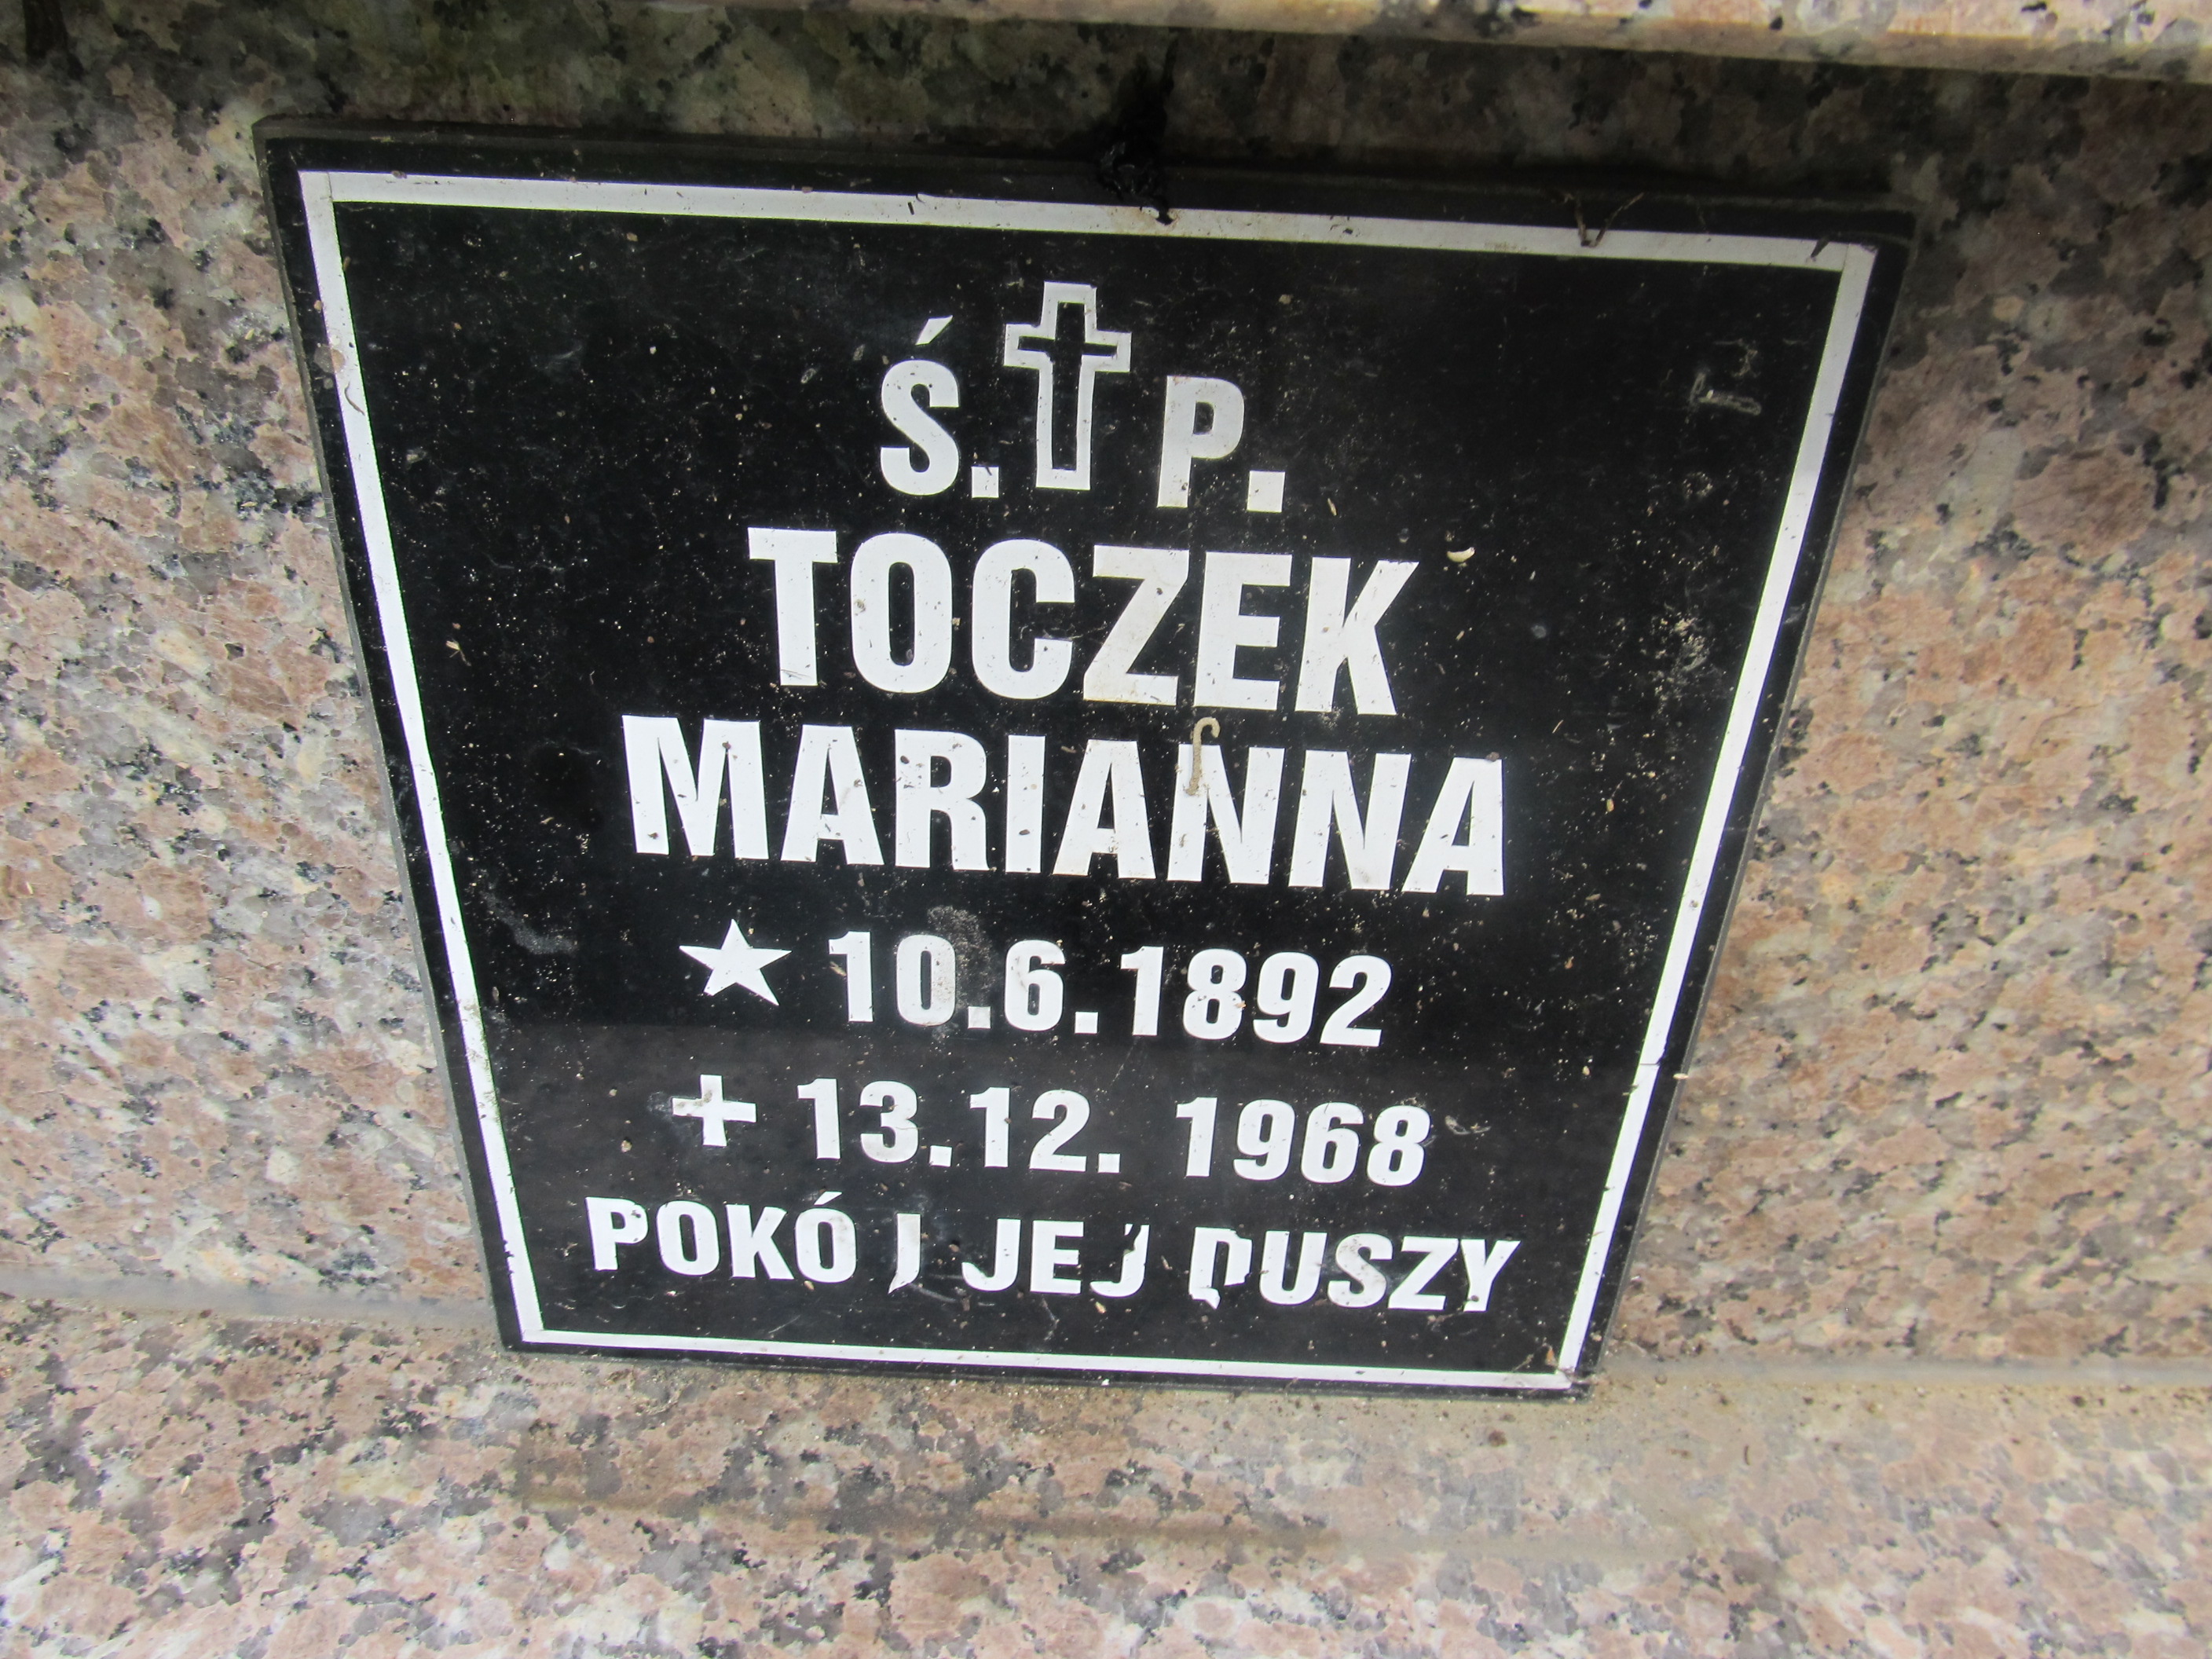 Ś. P.
TOCZEK
MARIANNA
★ 10.6.1892
+ 13.12. 1968
POKÓJ JEJ DUSZY